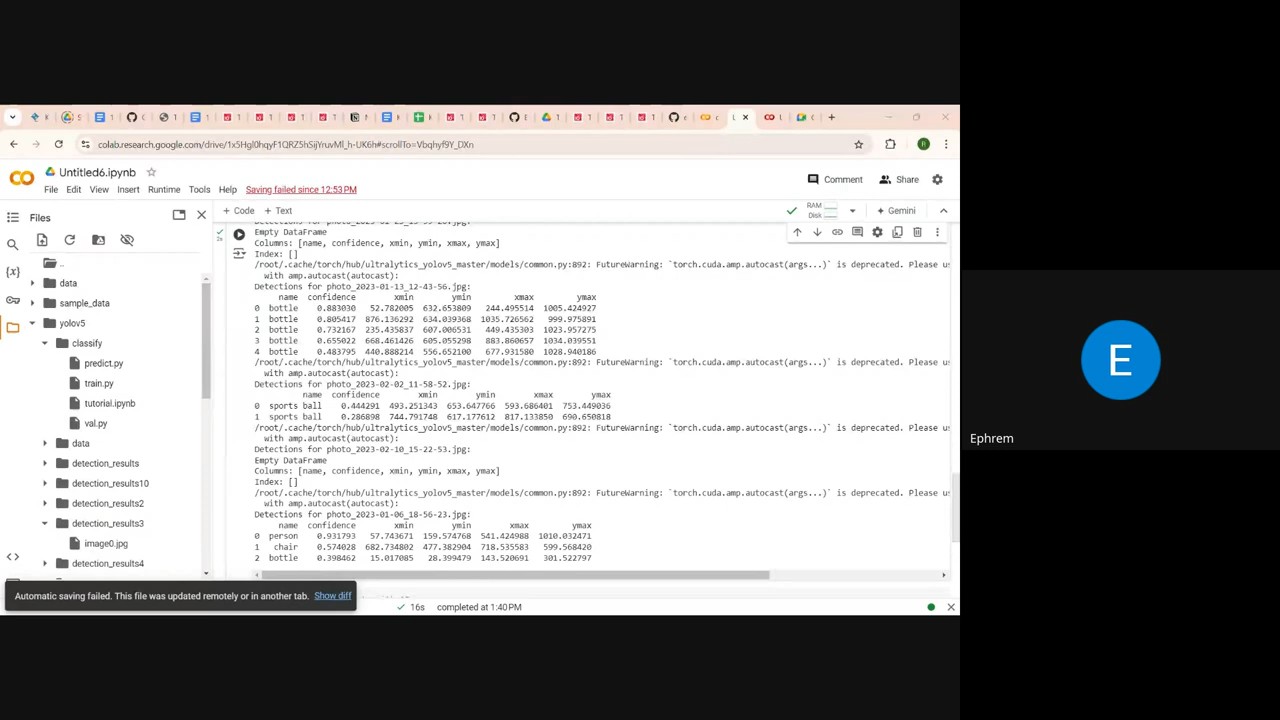 colab.research.google.com/drive/1x5Hgl0hqyF1QRZ5hSijYruvMl_h-UK6h#scrollTo=Vbqhyf9Y_DXn
R
Untitled6.ipynb
Comment
Share
File Edit View Insert Runtime Tools Help Saving failed since 12:53PM
+ Code + Text
RAM
Disk
Gemini
Files
..
data
sample_data
yolov5
classify
predict.py
train.py
tutorial.ipynb
val.py
data
detection_results
detection_results10
detection_results2
detection_results3
image0.jpg
detection_results4
2s
Empty DataFrame
Columns: [name, confidence, xmin, ymin, xmax, ymax]
Index: []
/root/.cache/torch/hub/ultralytics_yolov5_master/models/common.py:892: FutureWarning: `torch.cuda.amp.autocast(args...)` is deprecated. Please us
with amp.autocast(autocast):
Detections for photo_2023-01-13_12-43-56.jpg:
name confidence xmin ymin xmax ymax
0 bottle 0.883030 52.782005 632.653809 244.495514 1005.424927
1 bottle 0.805417 876.136292 634.039368 1035.726562 999.975891
2 bottle 0.732167 235.435837 607.006531 449.435303 1023.957275
3 bottle 0.655022 668.461426 605.055298 883.860657 1034.039551
4 bottle 0.483795 440.888214 556.652100 677.931580 1028.940186
/root/.cache/torch/hub/ultralytics_yolov5_master/models/common.py:892: FutureWarning: `torch.cuda.amp.autocast(args...)` is deprecated. Please us
with amp.autocast(autocast):
Detections for photo_2023-02-02_11-58-52.jpg:
name confidence xmin ymin xmax ymax
0 sports ball 0.444291 493.251343 653.647766 593.686401 753.449036
1 sports ball 0.286898 744.791748 617.177612 817.133850 690.650818
/root/.cache/torch/hub/ultralytics_yolov5_master/models/common.py:892: FutureWarning: `torch.cuda.amp.autocast(args...)` is deprecated. Please us
with amp.autocast(autocast):
Detections for photo_2023-02-10_15-22-53.jpg:
Empty DataFrame
Columns: [name, confidence, xmin, ymin, xmax, ymax]
Index: []
/root/.cache/torch/hub/ultralytics_yolov5_master/models/common.py:892: FutureWarning: `torch.cuda.amp.autocast(args...)` is deprecated. Please us
with amp.autocast(autocast):
Detections for photo_2023-01-06_18-56-23.jpg:
name confidence xmin ymin xmax ymax
0 person 0.931793 57.743671 159.574768 541.424988 1010.032471
1 chair 0.574028 682.734802 477.382904 718.535583 599.568420
2 bottle 0.398462 15.017085 28.399479 143.520691 301.522797
Automatic saving failed. This file was updated remotely or in another tab. Show diff
16s completed at 1:40PM
E
Ephrem